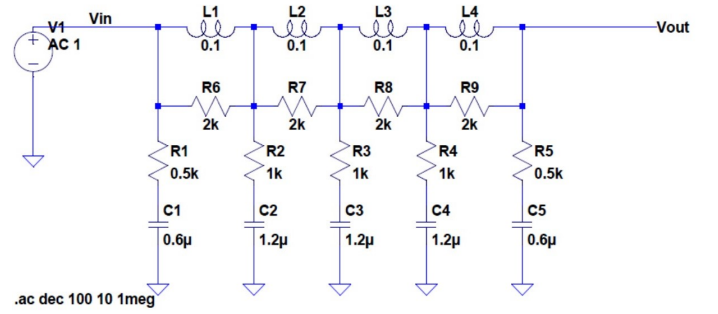 V1
AC 1
Vin
L1
0.1
L2
0.1
L3
0.1
L4
0.1
Vout
R6
2k
R7
2k
R8
2k
R9
2k
R1
0.5k
R2
1k
R3
1k
R4
1k
R5
0.5k
C1
0.6µ
C2
1.2µ
C3
1.2µ
C4
1.2µ
C5
0.6µ
.ac dec 100 10 1meg